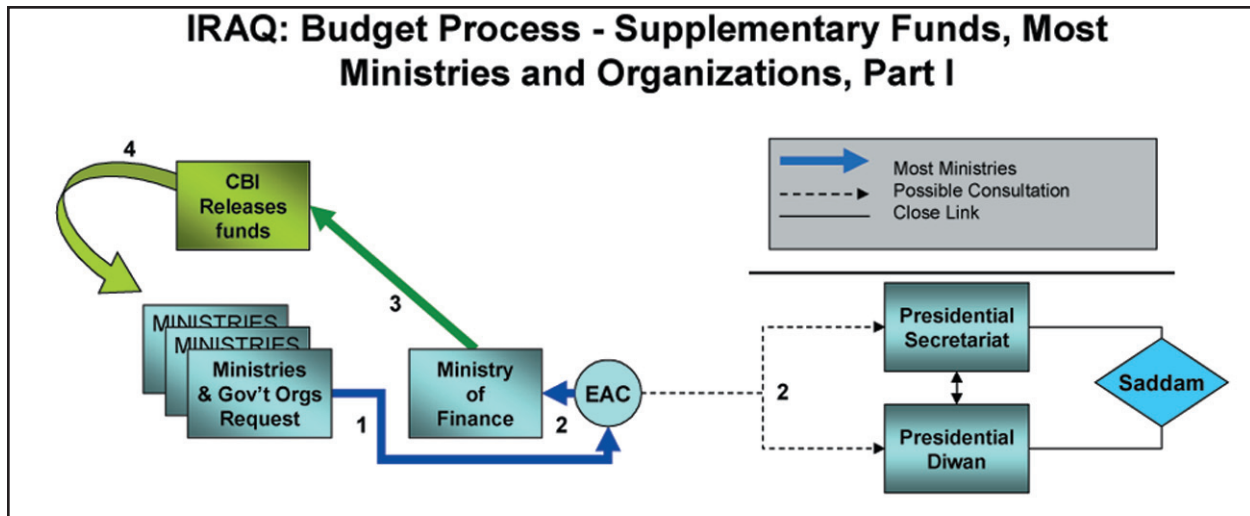 IRAQ: Budget Process - Supplementary Funds, Most
Ministries and Organizations, Part I
4
CBI
Releases
funds
Most Ministries
Possible Consultation
Close Link
3
MINISTRIES
MINISTRIES
Ministries
& Gov't Orgs
Request
1
Ministry
of
Finance
2
EAC
2
Presidential
Secretariat
Saddam
Presidential
Diwan